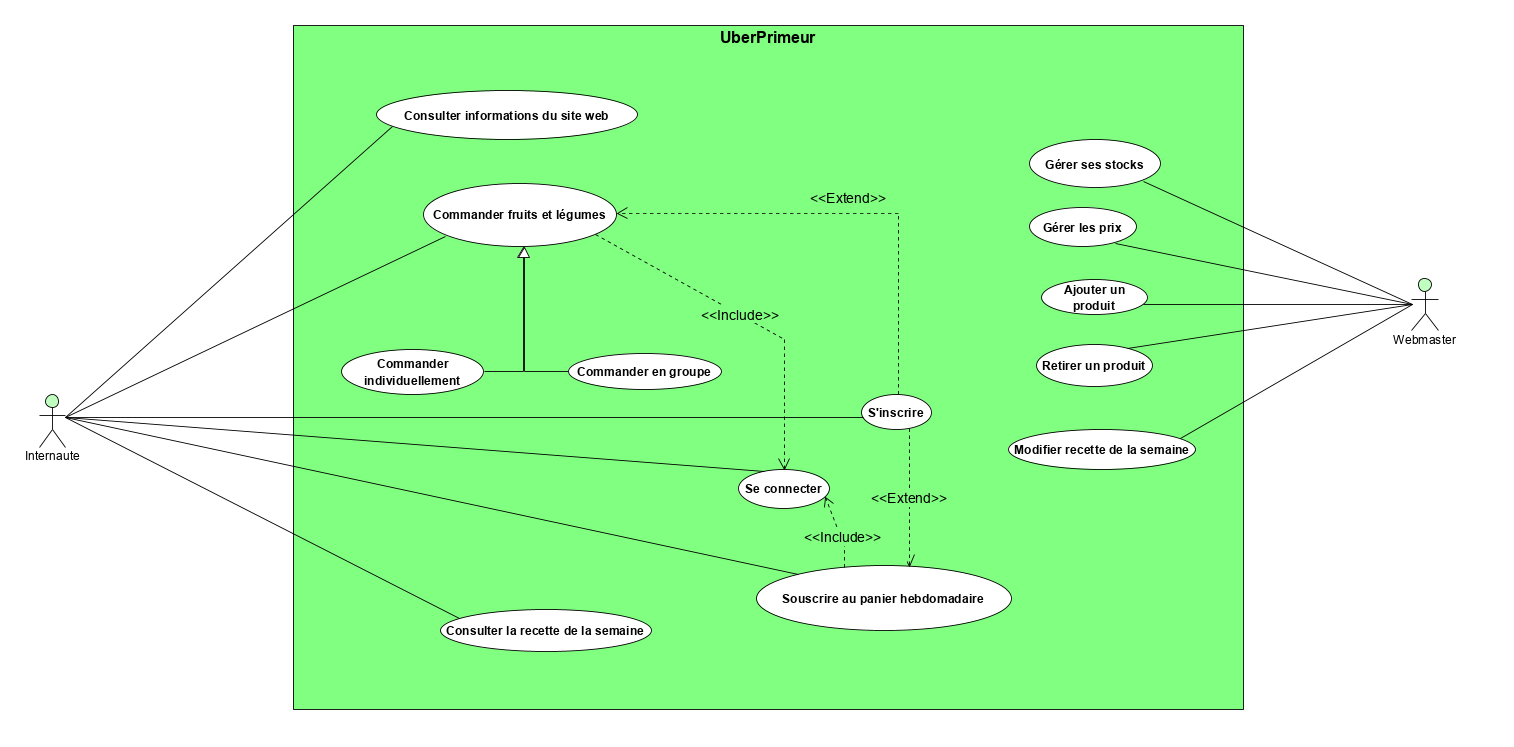 UberPrimeur
Consulter informations du site web
Gérer ses stocks
<<Extend>>
Commander fruits et légumes
Gérer les prix
Ajouter un
produit
<<Include>>
Webmaster
Commander
individuellement
Commander en groupe
Retirer un produit
S'inscrire
Internaute
Modifier recette de la semaine
Se connecter
<<Extend>>
<<Include>>
Souscrire au panier hebdomadaire
Consulter la recette de la semaine